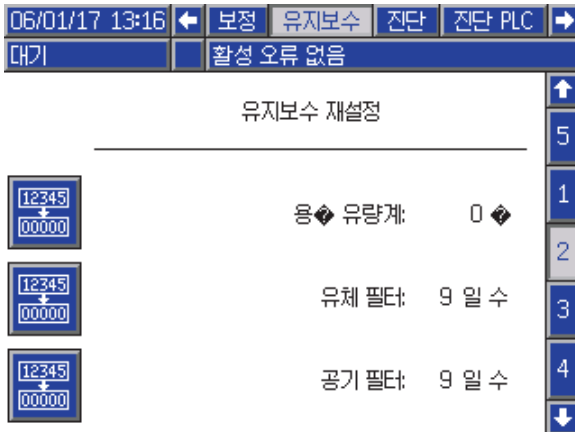 06/01/17 13:16 보정 유지보수 진단 진단 PLC
대기 활성 오류 없음
유지보수 재설정
5
12345 00000 용� 유량계: 0 �
1
2
12345 00000 유체 필터: 9 일 수
3
12345 00000 공기 필터: 9 일 수
4